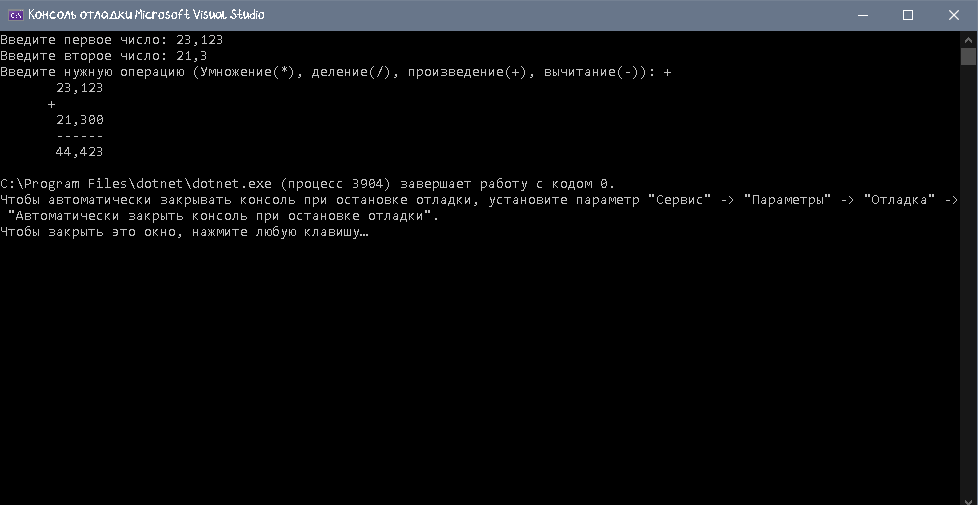 Консоль отладки Microsoft Visual Studio
Введите первое число: 23,123
Введите второе число: 21,3
Введите нужную операцию (Умножение(*), деление(/), произведение(+), вычитание(-)): +
23,123
+
21,300
------
44,423
C:\Program Files\dotnet\dotnet.exe (процесс 3904) завершает работу с кодом 0.
Чтобы автоматически закрывать консоль при остановке отладки, установите параметр "Сервис" -> "Параметры" -> "Отладка" ->
"Автоматически закрыть консоль при остановке отладки".
Чтобы закрыть это окно, нажмите любую клавишу…